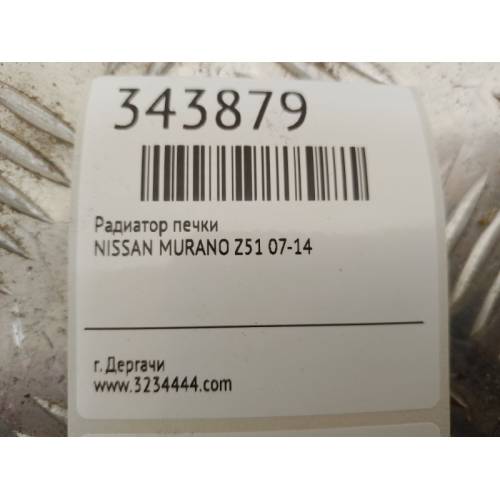 343879
Радиатор печки
NISSAN MURANO Z51 07-14
г. Дергачи
www.3234444.com